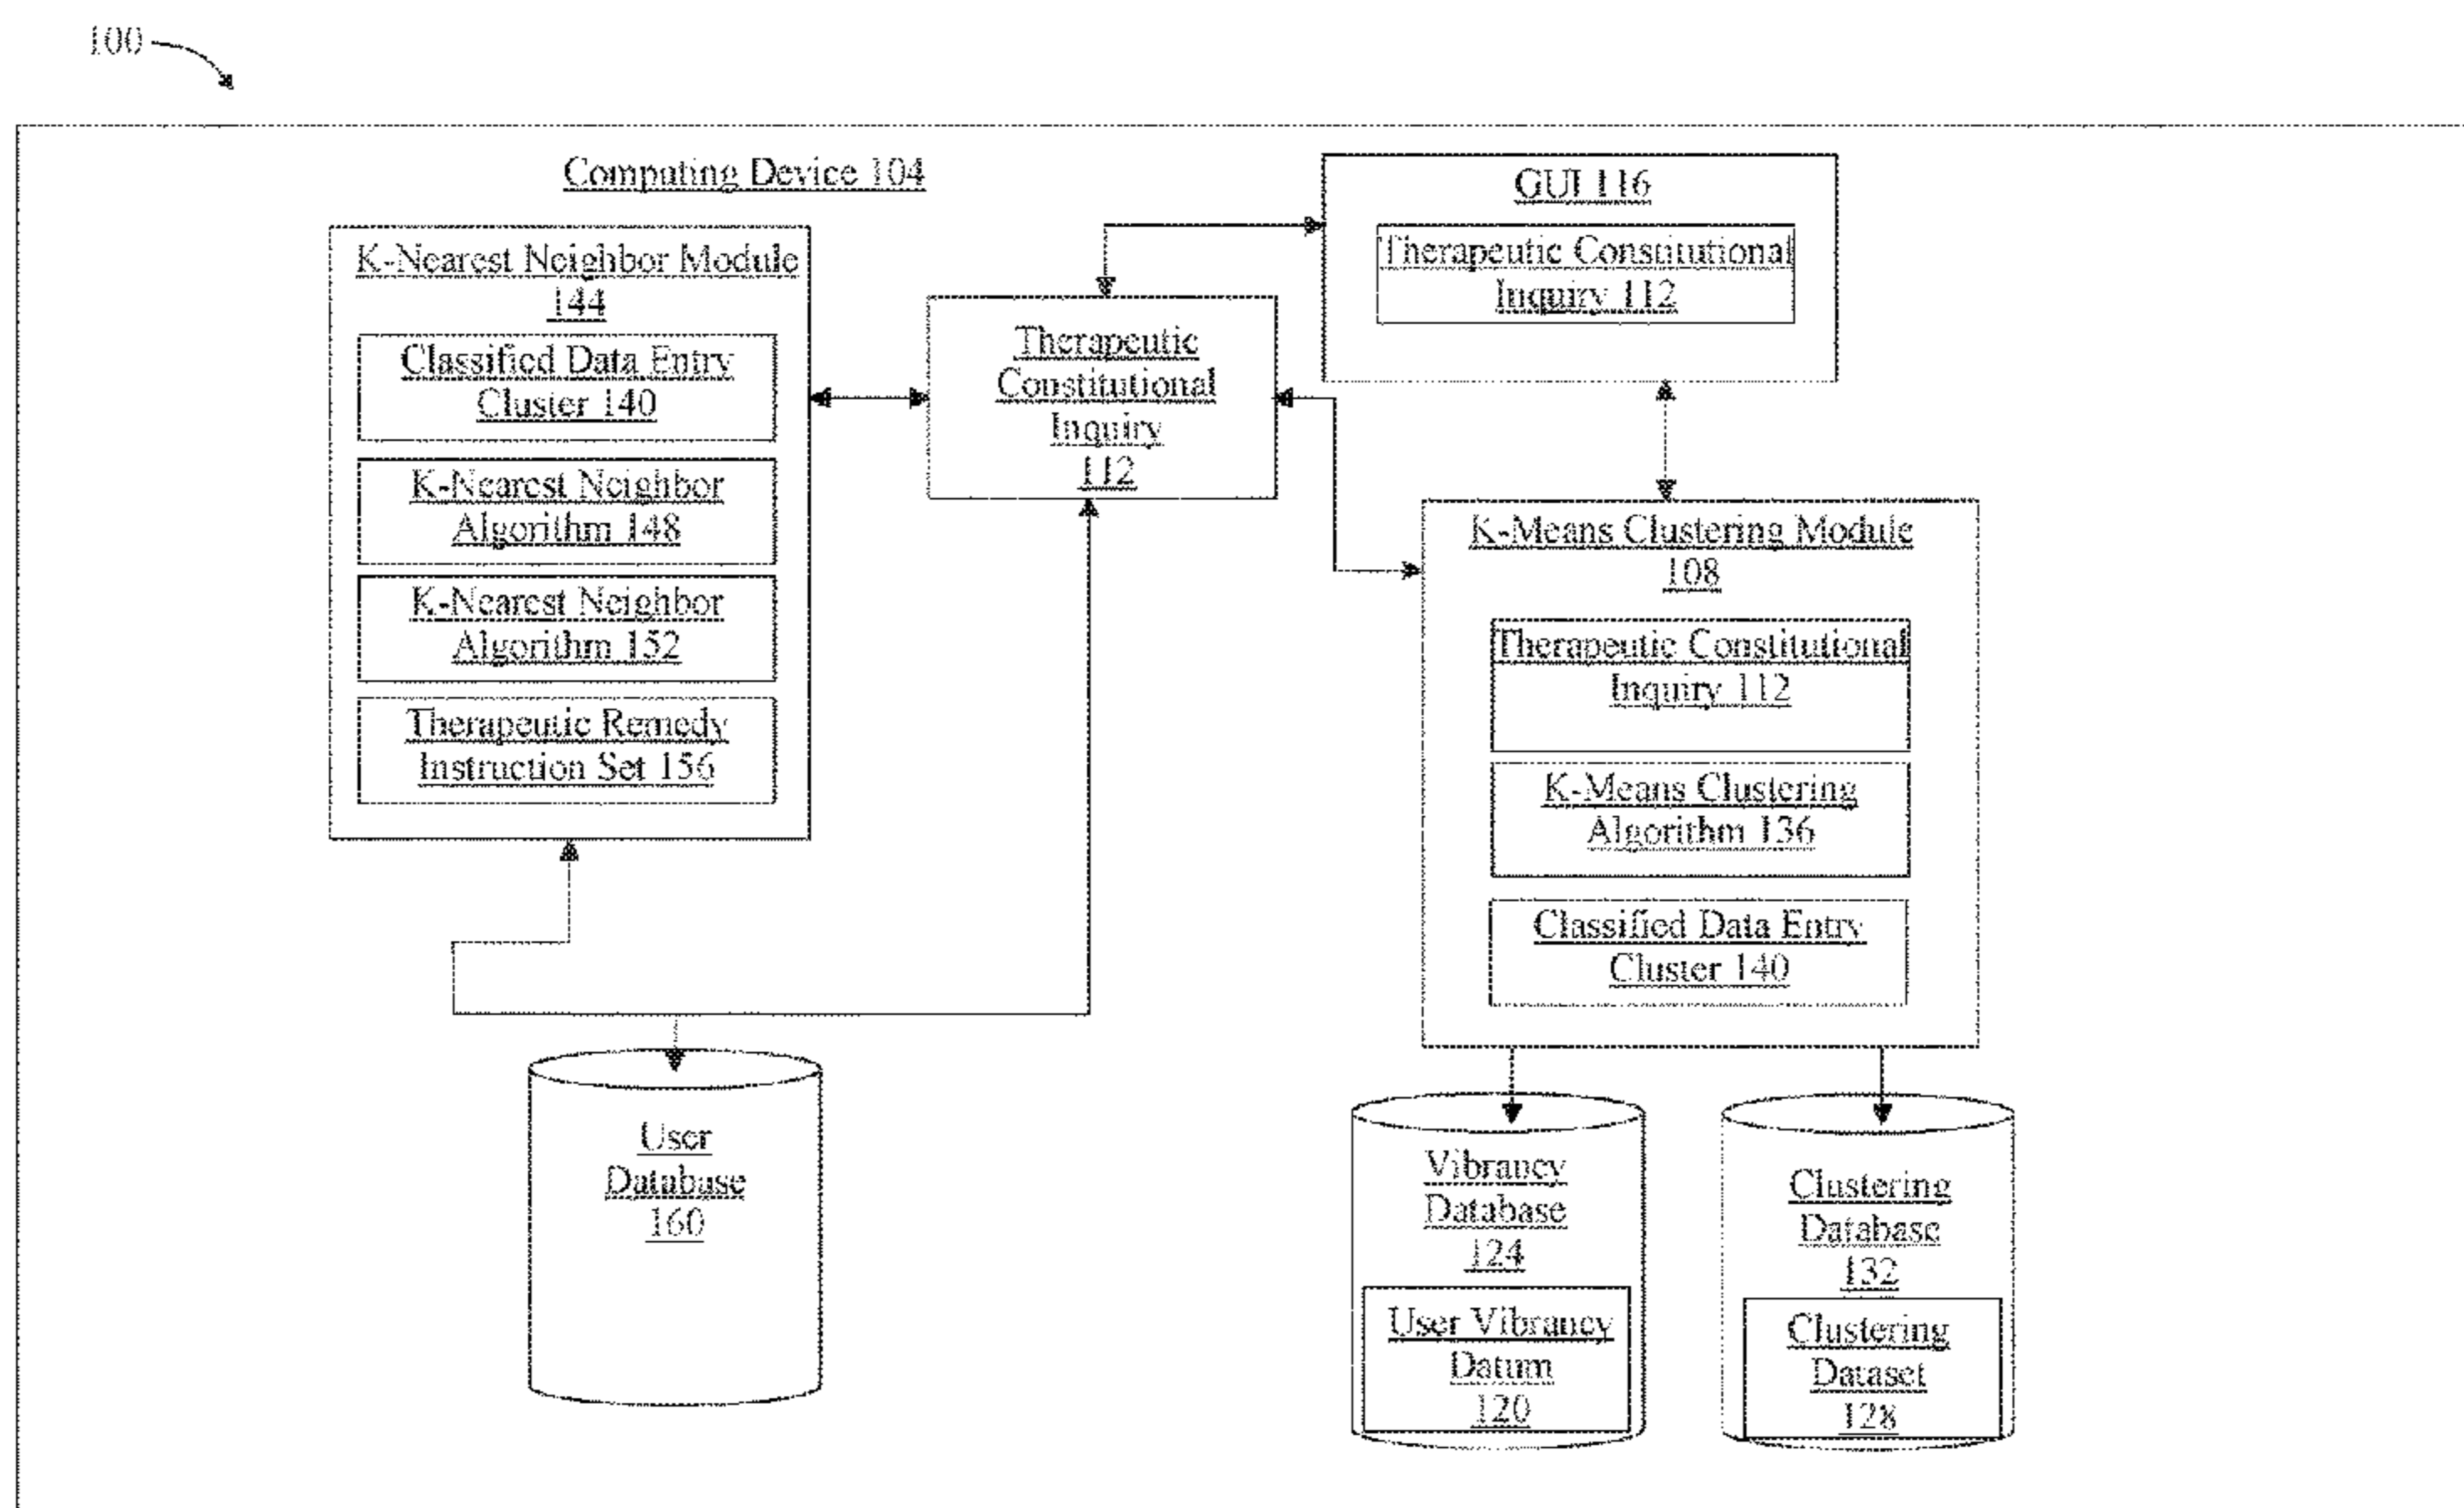 100
Computing Device 104
K-Nearest Neighbor Module
144
Classified Data Entry
Cluster 140
K-Nearest Neighbor
Algorithm 148
K-Nearest Neighbor
Algorithm 152
Therapeutic Remedy
Instruction Set 156
Therapeutic
Constitutional
Inquiry
112
GUI 116
Therapeutic Constitutional
Inquiry 112
K-Means Clustering Module
108
Therapeutic Constitutional
Inquiry 112
K-Means Clustering
Algorithm 136
Classified Data Entry
Cluster 140
User
Database
160
Vibrancy
Database
124
User Vibrancy
Datum
120
Clustering
Database
132
Clustering
Dataset
128